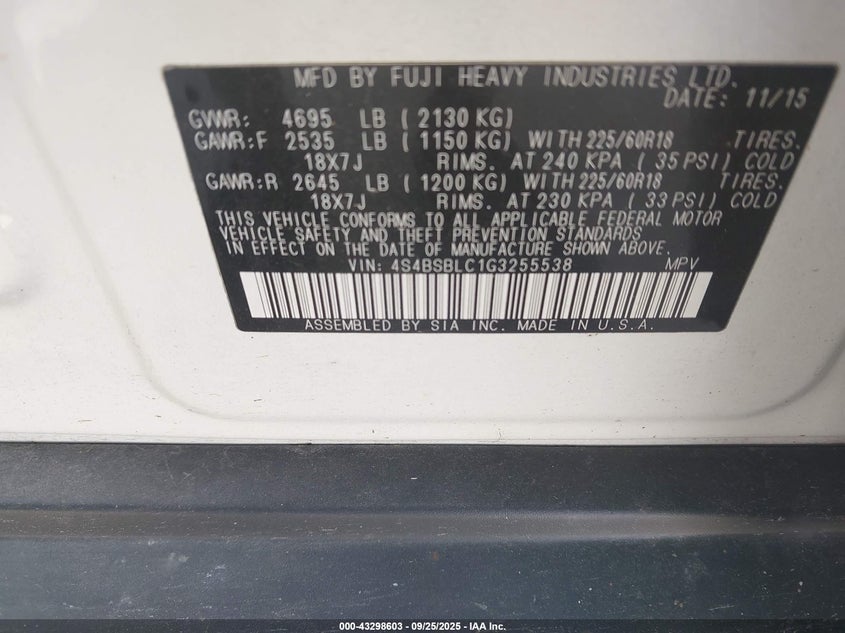 MFD BY FUJI HEAVY INDUSTRIES LTD.
DATE: 11/15
GVWR: 4695 LB ( 2130 KG)
GAWR:F 2535 LB ( 1150 KG) WITH 225/60R18 TIRES.
18X7J RIMS. AT 240 KPA ( 35 PSI) COLD
GAWR:R 2645 LB ( 1200 KG) WITH 225/60R18 TIRES.
18X7J RIMS. AT 230 KPA ( 33 PSI) COLD
THIS VEHICLE CONFORMS TO ALL APPLICABLE FEDERAL MOTOR
VEHICLE SAFETY AND THEFT PREVENTION STANDARDS
IN EFFECT ON THE DATE OF MANUFACTURE SHOWN ABOVE.
VIN: 4S4BSBLC1G3255538 MPV
ASSEMBLED BY SIA INC. MADE IN U.S.A.
000-43298603 - 09/25/2025 - IAA Inc.